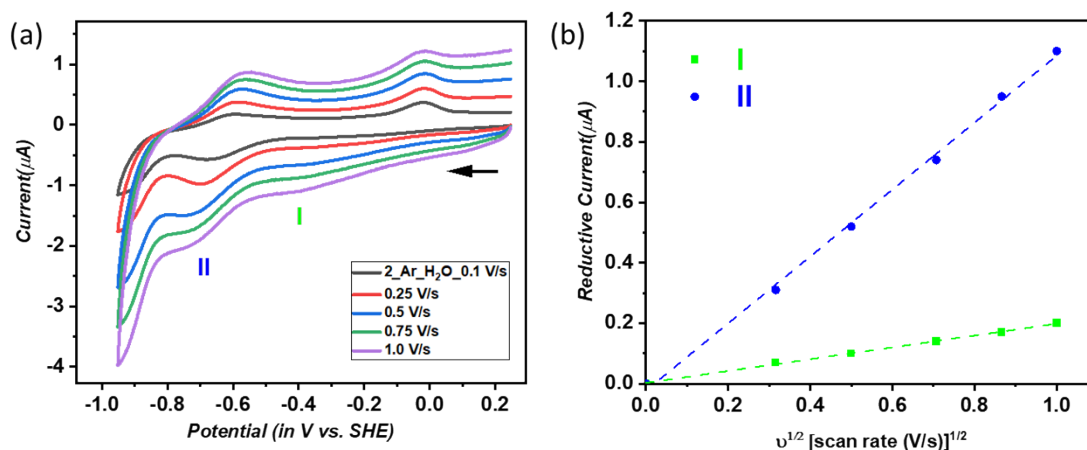 (a)
1
0
-1
-2
-3
-4
Current(μA)
I
II
2_Ar_H₂O_0.1 V/s
0.25 V/s
0.5 V/s
0.75 V/s
1.0 V/s
-1.0 -0.8 -0.6 -0.4 -0.2 0.0 0.2
Potential (in V vs. SHE)
(b)
1.2
1.0
0.8
0.6
0.4
0.2
0.0
Reductive Current(μA)
I
II
0.0 0.2 0.4 0.6 0.8 1.0
υ^1/2 [scan rate (V/s)]^1/2